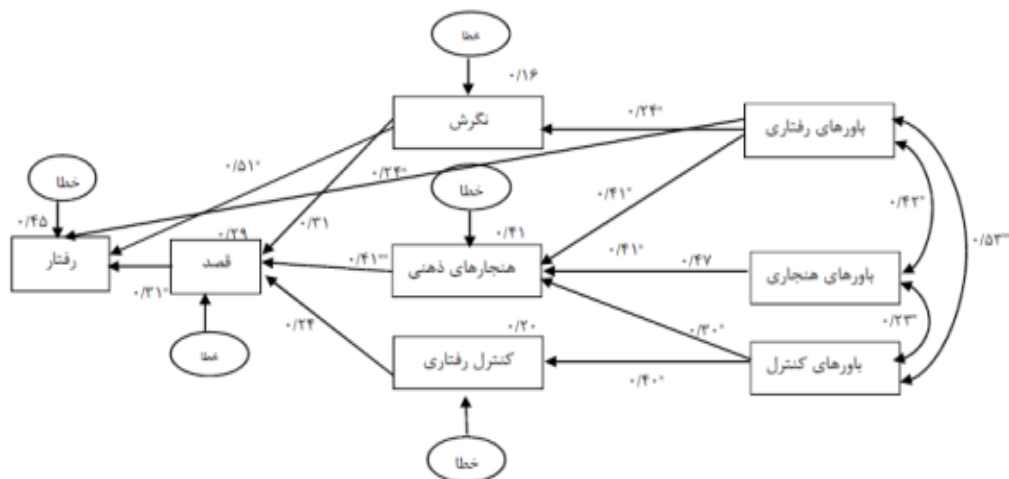 خطا
۰/۱۶
نگرش
۰/۲۴*
باورهای رفتاری
۰/۵۱*
۰/۲۴*
خطا
خطا
۰/۴۱*
۰/۴۲*
۰/۴۵
۰/۳۱
۰/۲۹
۰/۴۱
۰/۵۳**
رفتار
قصد
۰/۴۱**
هنجارهای ذهنی
۰/۴۱*
۰/۴۷
باورهای هنجاری
۰/۳۱*
۰/۲۴
۰/۲۰
۰/۳۰*
۰/۲۳*
خطا
کنترل رفتاری
۰/۴۰*
باورهای کنترل
خطا